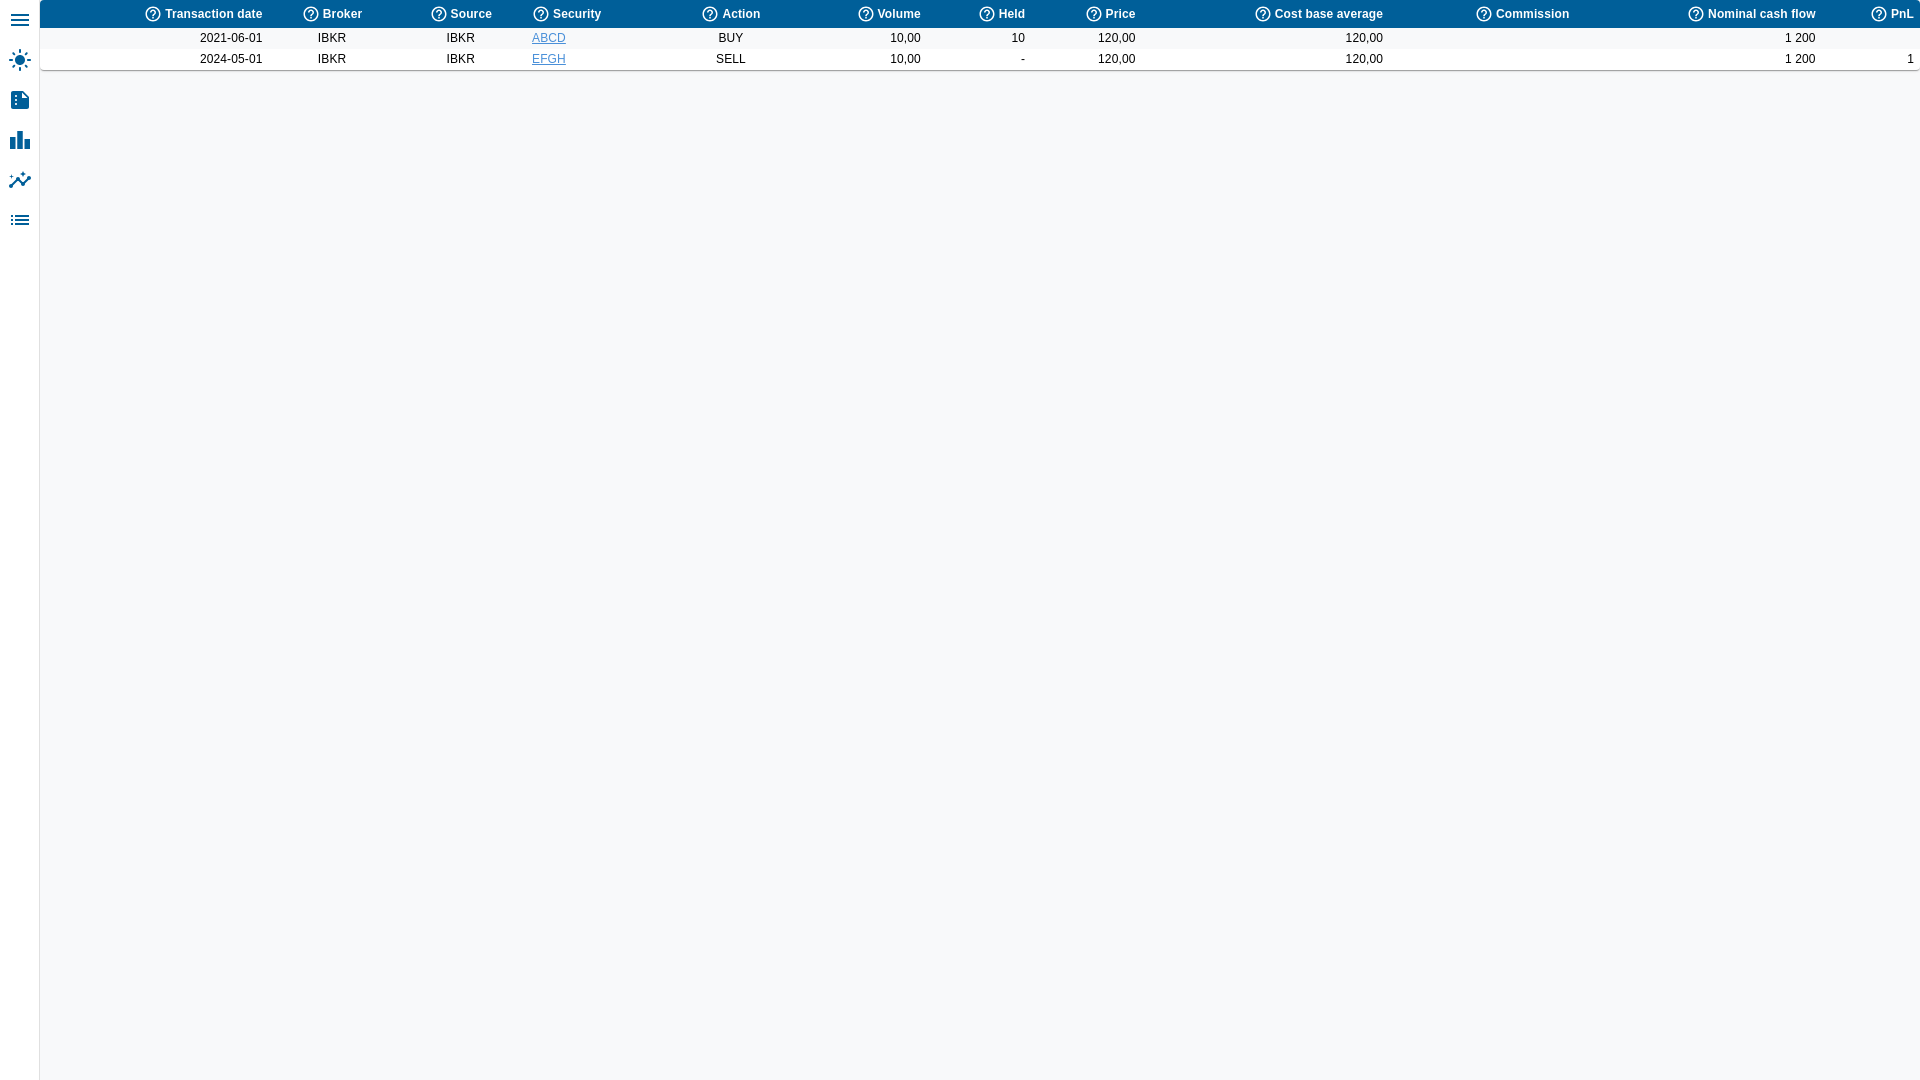 Transaction date Broker Source Security Action Volume Held Price Cost base average Commission Nominal cash flow PnL
2021-06-01 IBKR IBKR ABCD BUY 10,00 10 120,00 120,00 1 200
2024-05-01 IBKR IBKR EFGH SELL 10,00 - 120,00 120,00 1 200 1